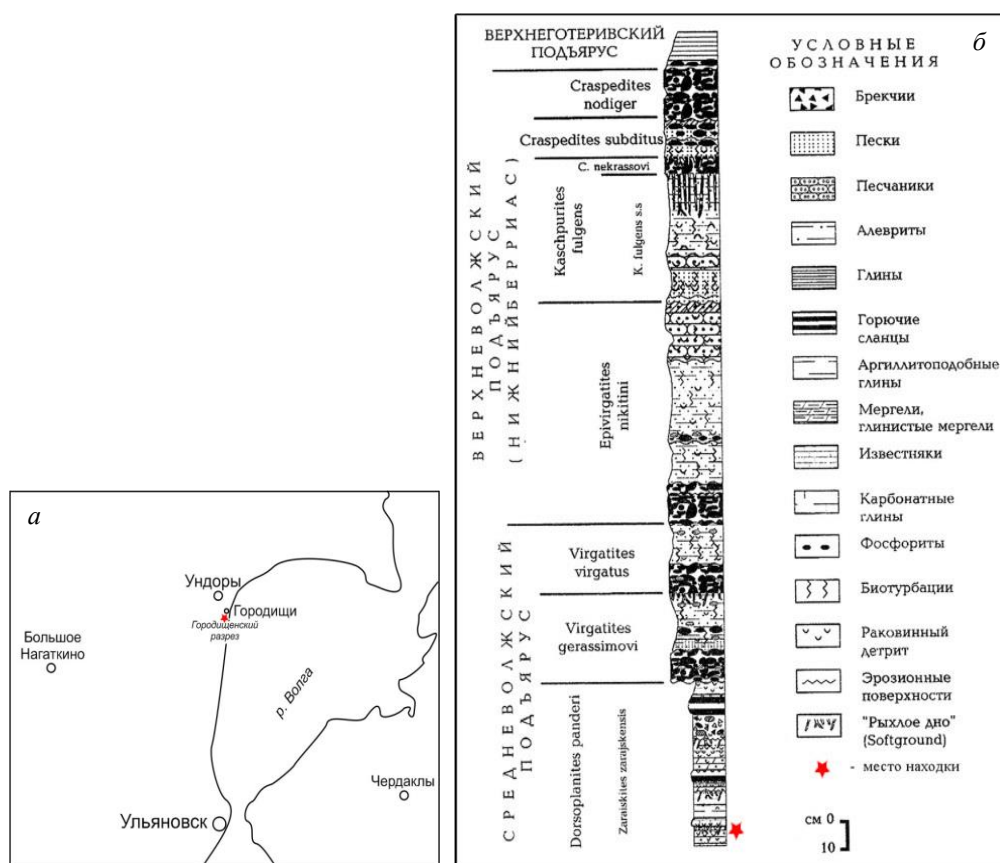 а
Ундоры
Городищи
Городищенский
разрез
Большое
Нагаткино
р. Волга
Чердаклы
Ульяновск
б
ВЕРХНЕГОТЕРИВСКИЙ
ПОДЪЯРУС
ВЕРХНЕВОЛЖСКИЙ
ПОДЪЯРУС
(НИЖНИЙБЕРРИАС)
Craspedites
nodiger
Craspedites subditus
C. nekrassovi
Kaschpurites
fulgens
K. fulgens s.s
Epivirgatites
nikitini
СРЕДНЕВОЛЖСКИЙ
ПОДЪЯРУС
Virgatites
virgatus
Virgatites
gerassimovi
Dorsoplanites panderi
Zaraiskites zarajskensis
УСЛОВНЫЕ
ОБОЗНАЧЕНИЯ
Брекчии
Пески
Песчаники
Алевриты
Глины
Горючие
сланцы
Аргиллитоподобные
глины
Мергели,
глинистые мергели
Известняки
Карбонатные
глины
Фосфориты
Биотурбации
Раковинный
детрит
Эрозионные
поверхности
"Рыхлое дно"
(Softground)
- место находки
см 0
10